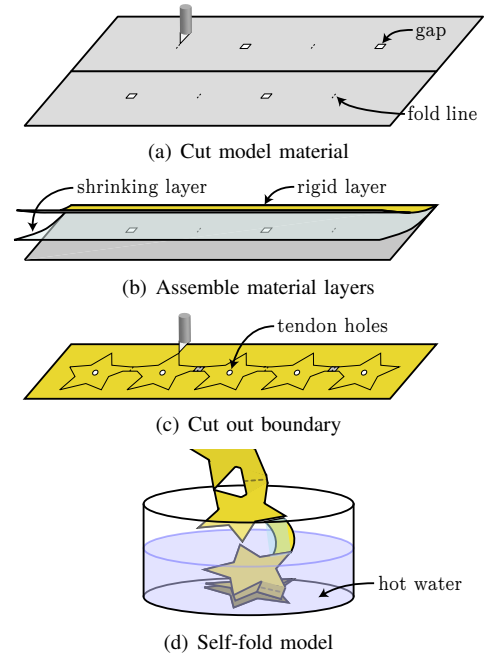 gap
fold line
(a) Cut model material
shrinking layer
rigid layer
(b) Assemble material layers
tendon holes
(c) Cut out boundary
hot water
(d) Self-fold model